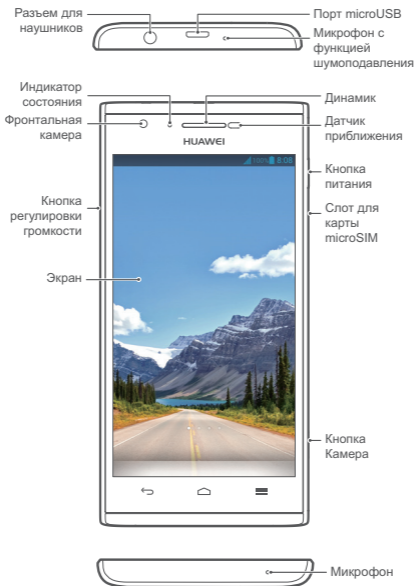 Разъем для
наушников
Порт microUSB
Микрофон с
функцией
шумоподавления
Индикатор
состояния
Фронтальная
камера
Динамик
Датчик
приближения
HUAWEI
100% 8:08
Кнопка
питания
Кнопка
регулировки
громкости
Слот для
карты
microSIM
Экран
Кнопка
Камера
Микрофон